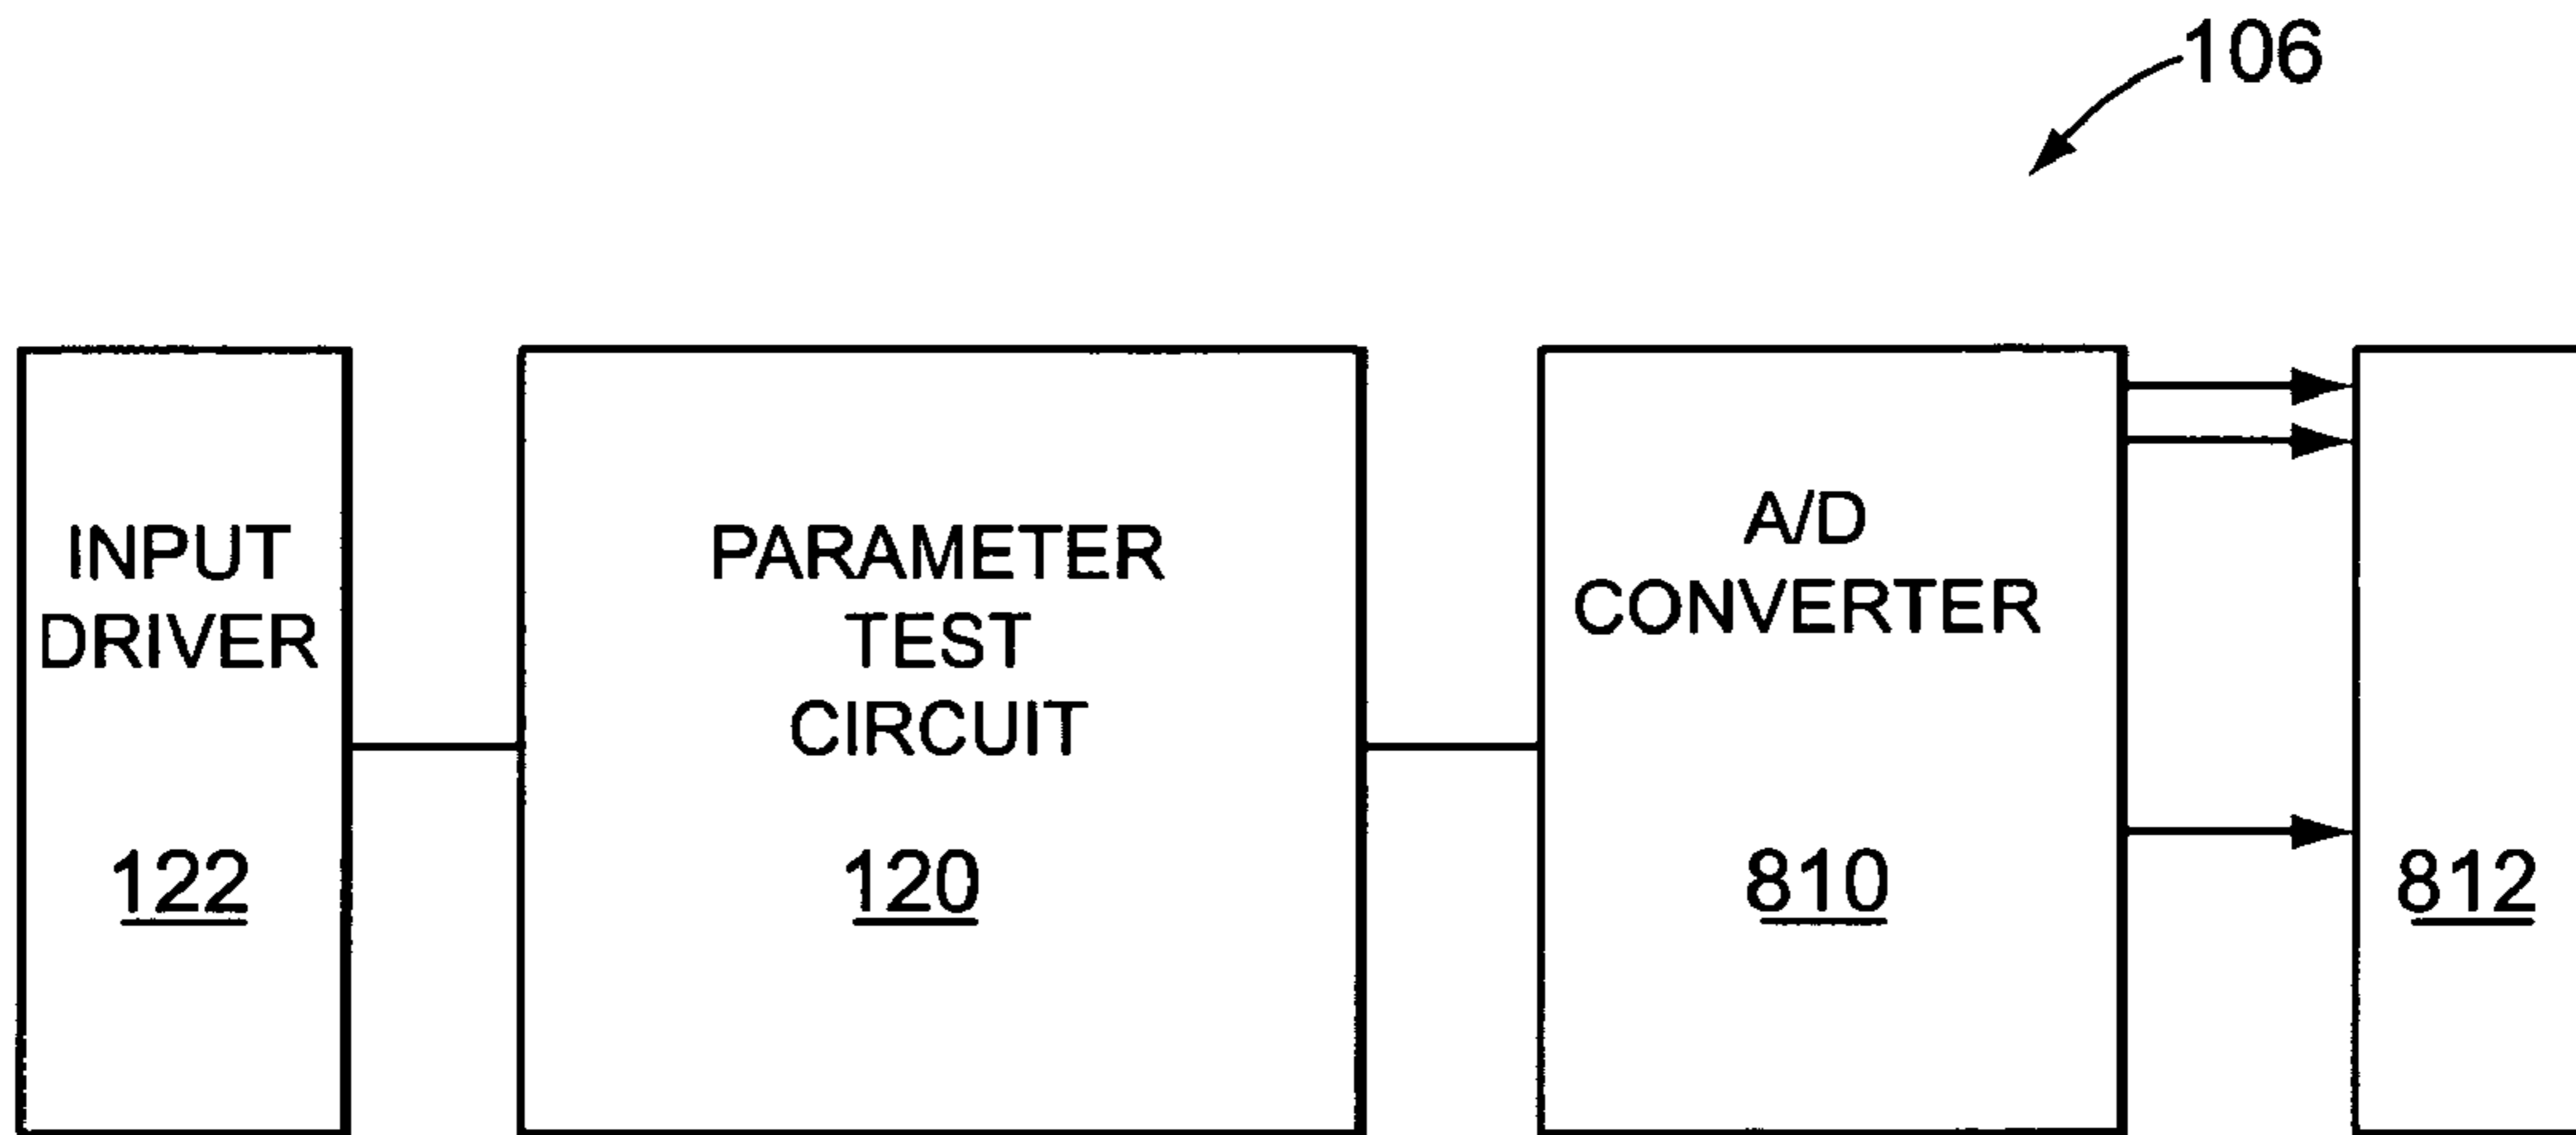 106
INPUT
DRIVER
122
PARAMETER
TEST
CIRCUIT
120
A/D
CONVERTER
810
812